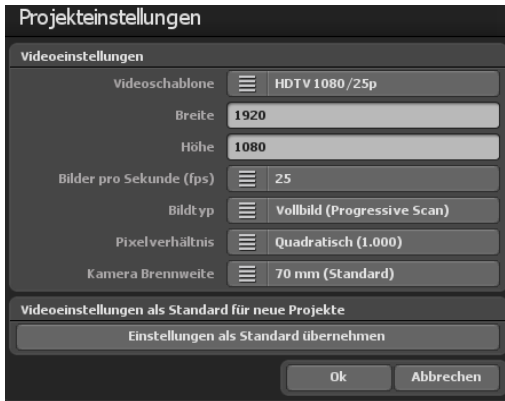 Projekteinstellungen
Videoeinstellungen
Videoschablone HDTV 1080/25p
Breite 1920
Höhe 1080
Bilder pro Sekunde (fps) 25
Bildtyp Vollbild (Progressive Scan)
Pixelverhältnis Quadratisch (1.000)
Kamera Brennweite 70 mm (Standard)
Videoeinstellungen als Standard für neue Projekte
Einstellungen als Standard übernehmen
Ok Abbrechen